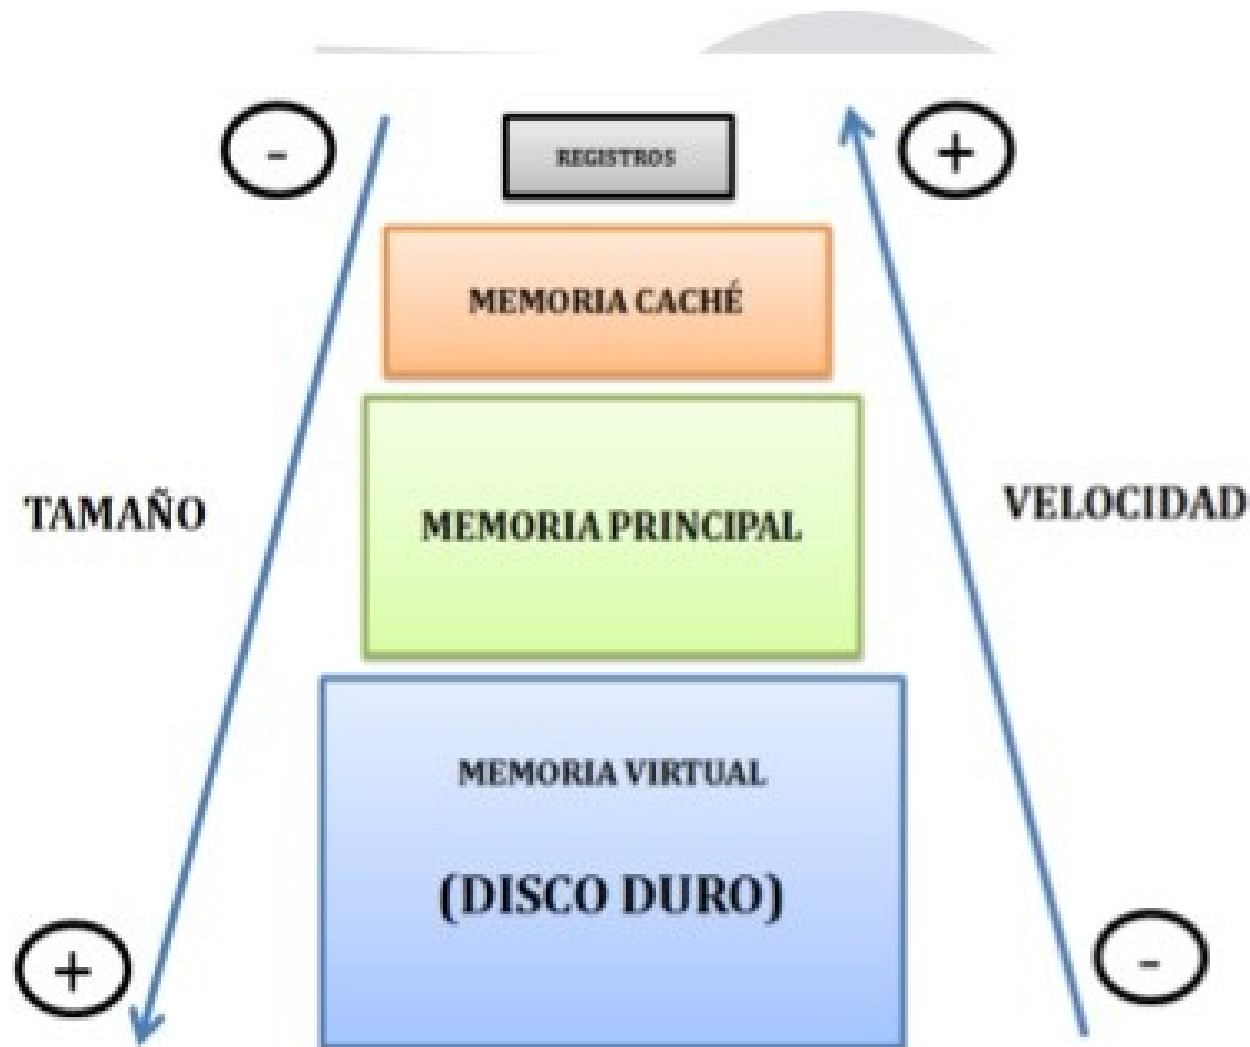 -
REGISTROS
+
MEMORIA CACHÉ
TAMAÑO
VELOCIDAD
MEMORIA PRINCIPAL
MEMORIA VIRTUAL
(DISCO DURO)
+
-